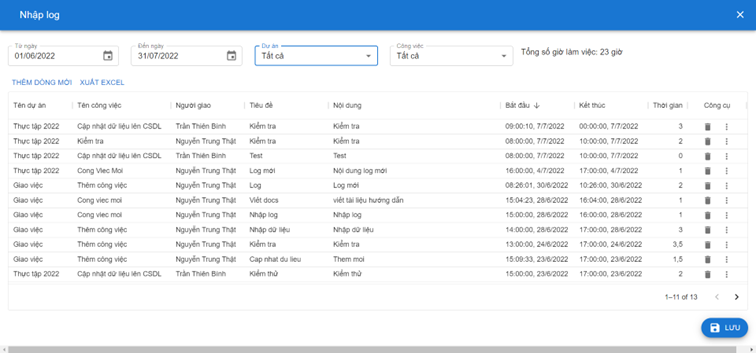 Nhập log
Từ ngày Đến ngày Dự án Công việc
01/06/2022 31/07/2022 Tất cả Tất cả Tổng số giờ làm việc: 23 giờ
THÊM DÒNG MỚI XUẤT EXCEL
Tên dự án Tên công việc Người giao Tiêu đề Nội dung Bắt đầu Kết thúc Thời gian Công cụ
Thực tập 2022 Cập nhật dữ liệu lên CSDL Trần Thiên Bình Kiểm tra Kiểm tra 09:00:10, 7/7/2022 00:00:00, 7/7/2022 3
Thực tập 2022 Kiểm tra Nguyễn Trung Thật Kiểm tra Kiểm tra 08:00:00, 7/7/2022 10:00:00, 7/7/2022 2
Thực tập 2022 Cập nhật dữ liệu lên CSDL Trần Thiên Bình Test Test 08:00:00, 7/7/2022 10:00:00, 7/7/2022 0
Thực tập 2022 Cong Viec Moi Nguyễn Trung Thật Log mới Nội dung log mới 16:00:00, 4/7/2022 17:00:00, 4/7/2022 1
Giao việc Thêm công việc Nguyễn Trung Thật Log Log mới 08:26:01, 30/6/2022 10:26:00, 30/6/2022 2
Giao việc Cong viec moi Nguyễn Trung Thật Viết docs viết tài liệu hướng dẫn 15:04:23, 28/6/2022 16:04:00, 28/6/2022 1
Giao việc Cong viec moi Nguyễn Trung Thật Nhập log Nhập log 15:00:00, 28/6/2022 16:00:00, 28/6/2022 1
Giao việc Thêm công việc Nguyễn Trung Thật Nhập dữ liệu Nhập dữ liệu 14:00:00, 28/6/2022 17:00:00, 28/6/2022 3
Giao việc Thêm công việc Nguyễn Trung Thật Kiểm tra Kiểm tra 13:00:00, 24/6/2022 17:00:00, 24/6/2022 3,5
Giao việc Thêm công việc Nguyễn Trung Thật Cap nhat du lieu Them moi 15:09:33, 23/6/2022 17:00:00, 23/6/2022 1,5
Thực tập 2022 Cập nhật dữ liệu lên CSDL Trần Thiên Bình Kiểm thử Kiểm thử 15:00:00, 23/6/2022 17:00:00, 23/6/2022 2
1–11 of 13
LƯU